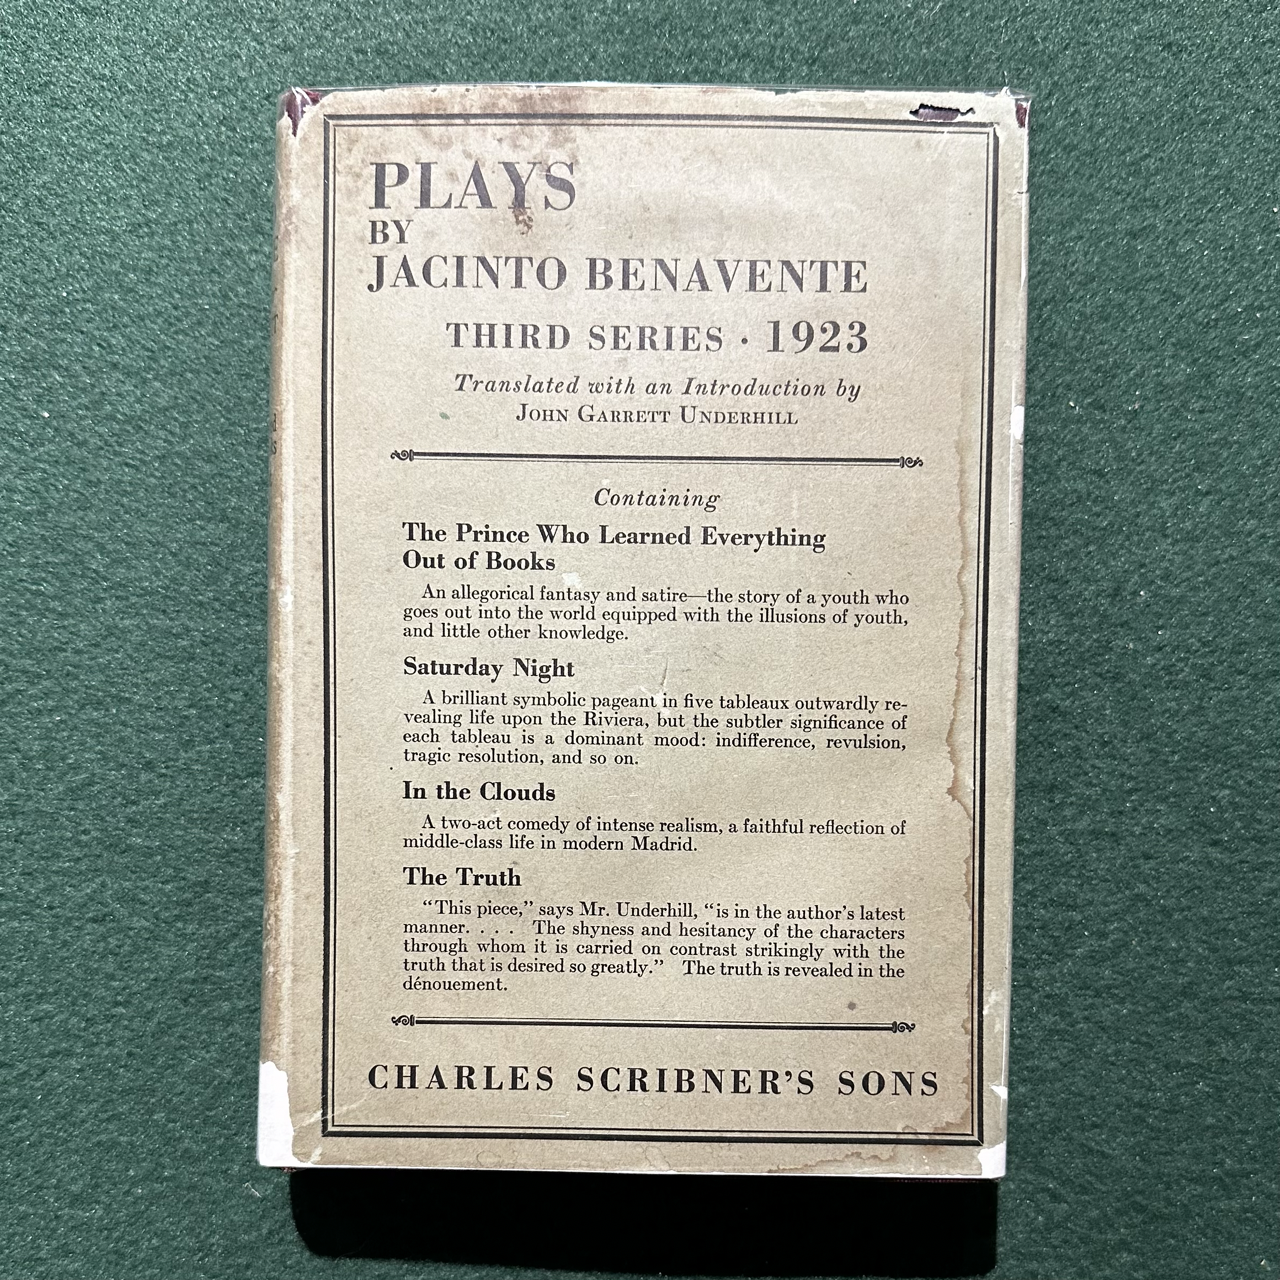 PLAYS
BY
JACINTO BENAVENTE
THIRD SERIES · 1923
Translated with an Introduction by
JOHN GARRETT UNDERHILL
Containing
The Prince Who Learned Everything
Out of Books
An allegorical fantasy and satire—the story of a youth who
goes out into the world equipped with the illusions of youth,
and little other knowledge.
Saturday Night
A brilliant symbolic pageant in five tableaux outwardly re-
vealing life upon the Riviera, but the subtler significance of
each tableau is a dominant mood: indifference, revulsion,
tragic resolution, and so on.
In the Clouds
A two-act comedy of intense realism, a faithful reflection of
middle-class life in modern Madrid.
The Truth
“This piece,” says Mr. Underhill, “is in the author’s latest
manner. . . . The shyness and hesitancy of the characters
through whom it is carried on contrast strikingly with the
truth that is desired so greatly.” The truth is revealed in the
dénouement.
CHARLES SCRIBNER’S SONS